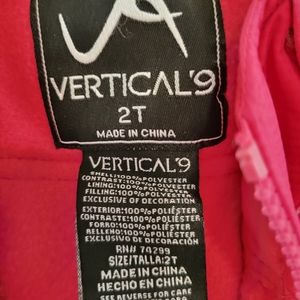 VERTICAL'9
2T
MADE IN CHINA
VERTICAL'9
SHELL:100%POLYESTER
CONTRAST:100%POLYESTER
LINING:100%POLYESTER
FILLING:100%POLYESTER
EXCLUSIVE OF DECORATION
EXTERIOR:100%POLIÉSTER
CONTRASTE:100%POLIÉSTER
FORRO:100%POLIÉSTER
RELLENO:100%POLIÉSTER
EXCLUSIVO DE DECORACIÓN
RN# 74299
SIZE/TALLA:2T
MADE IN CHINA
HECHO EN CHINA
SEE REVERSE FOR CARE